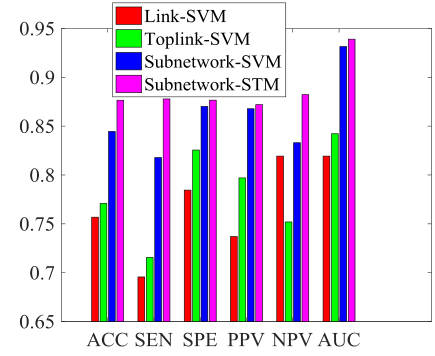 Link-SVM
Toplink-SVM
Subnetwork-SVM
Subnetwork-STM
0.95
0.9
0.85
0.8
0.75
0.7
0.65
ACC SEN SPE PPV NPV AUC